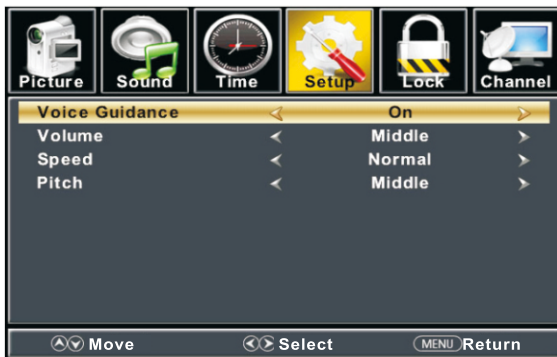 Picture Sound Time Setup Lock Channel
Voice Guidance On
Volume Middle
Speed Normal
Pitch Middle
Move Select MENU Return